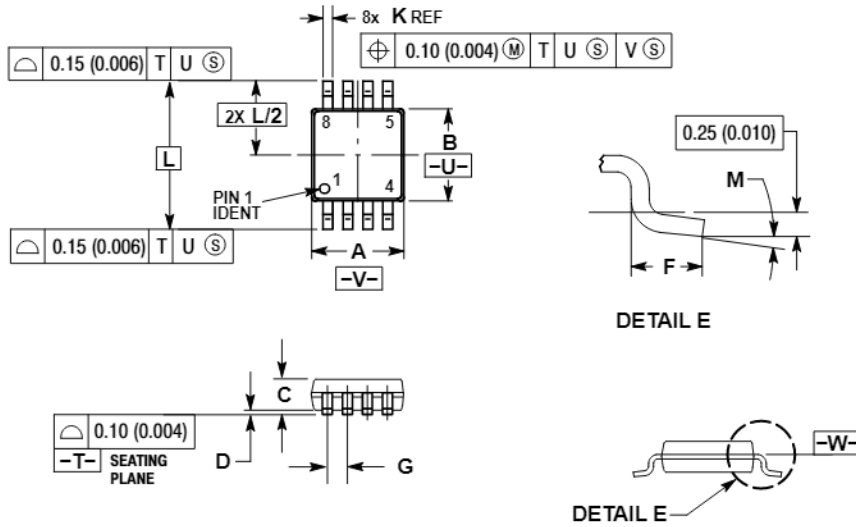 8x K REF
⌓ 0.15 (0.006) T U Ⓢ
⌖ 0.10 (0.004) Ⓜ T U Ⓢ V Ⓢ
2X L/2
L
8 5
B
-U-
PIN 1
IDENT
1 4
⌓ 0.15 (0.006) T U Ⓢ
A
-V-
0.25 (0.010)
M
F
DETAIL E
C
⌓ 0.10 (0.004)
-T- SEATING
PLANE
D
G
-W-
DETAIL E